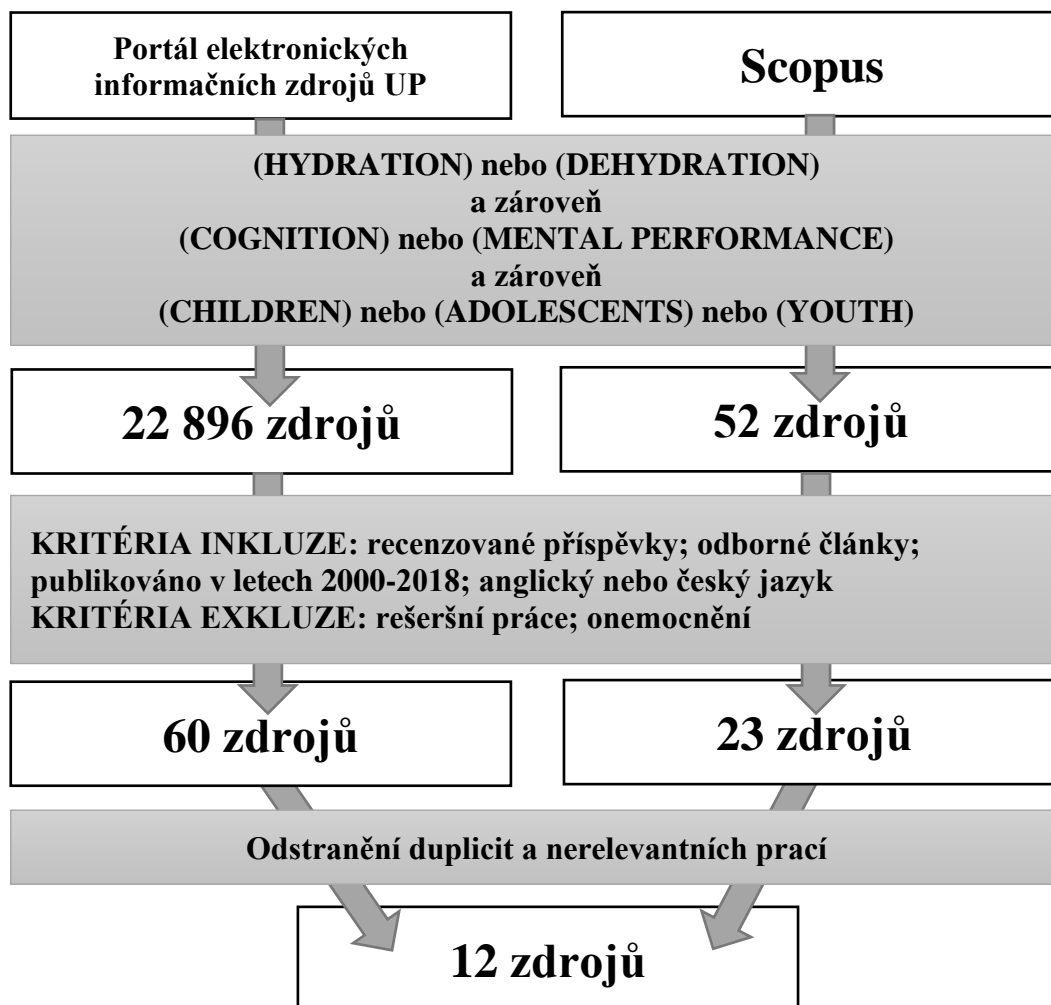 Portál elektronických
informačních zdrojů UP
Scopus
(HYDRATION) nebo (DEHYDRATION)
a zároveň
(COGNITION) nebo (MENTAL PERFORMANCE)
a zároveň
(CHILDREN) nebo (ADOLESCENTS) nebo (YOUTH)
22 896 zdrojů
52 zdrojů
KRITÉRIA INKLUZE: recenzované příspěvky; odborné články;
publikováno v letech 2000-2018; anglický nebo český jazyk
KRITÉRIA EXKLUZE: rešeršní práce; onemocnění
60 zdrojů
23 zdrojů
Odstranění duplicit a nerelevantních prací
12 zdrojů